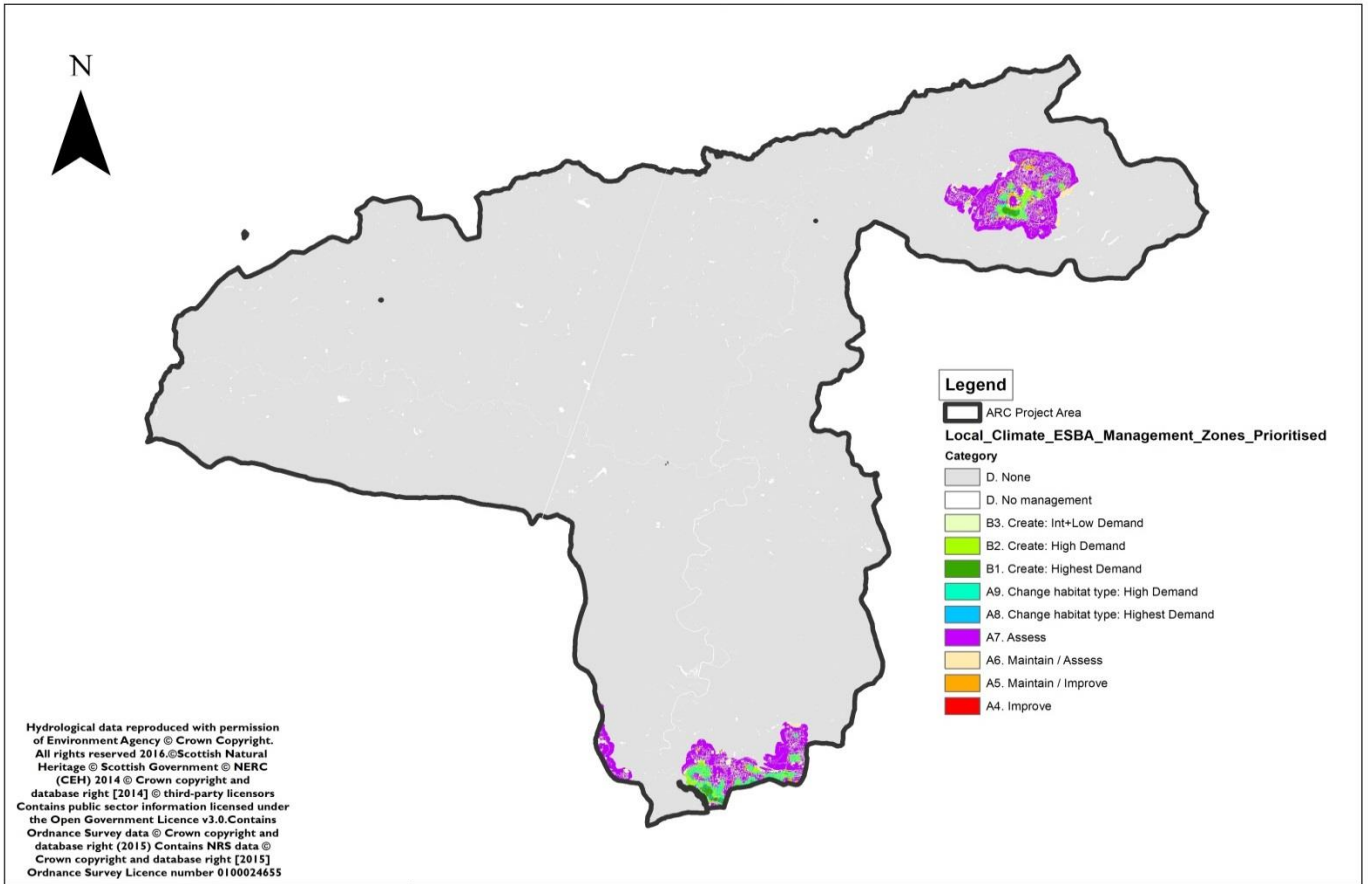 N
Legend
ARC Project Area
Local_Climate_ESBA_Management_Zones_Prioritised
Category
D. None
D. No management
B3. Create: Int+Low Demand
B2. Create: High Demand
B1. Create: Highest Demand
A9. Change habitat type: High Demand
A8. Change habitat type: Highest Demand
A7. Assess
A6. Maintain / Assess
A5. Maintain / Improve
A4. Improve
Hydrological data reproduced with permission
of Environment Agency © Crown Copyright.
All rights reserved 2016.©Scottish Natural
Heritage © Scottish Government © NERC
(CEH) 2014 © Crown copyright and
database right [2014] © third-party licensors
Contains public sector information licensed under
the Open Government Licence v3.0.Contains
Ordnance Survey data © Crown copyright and
database right (2015) Contains NRS data ©
Crown copyright and database right [2015]
Ordnance Survey Licence number 0100024655